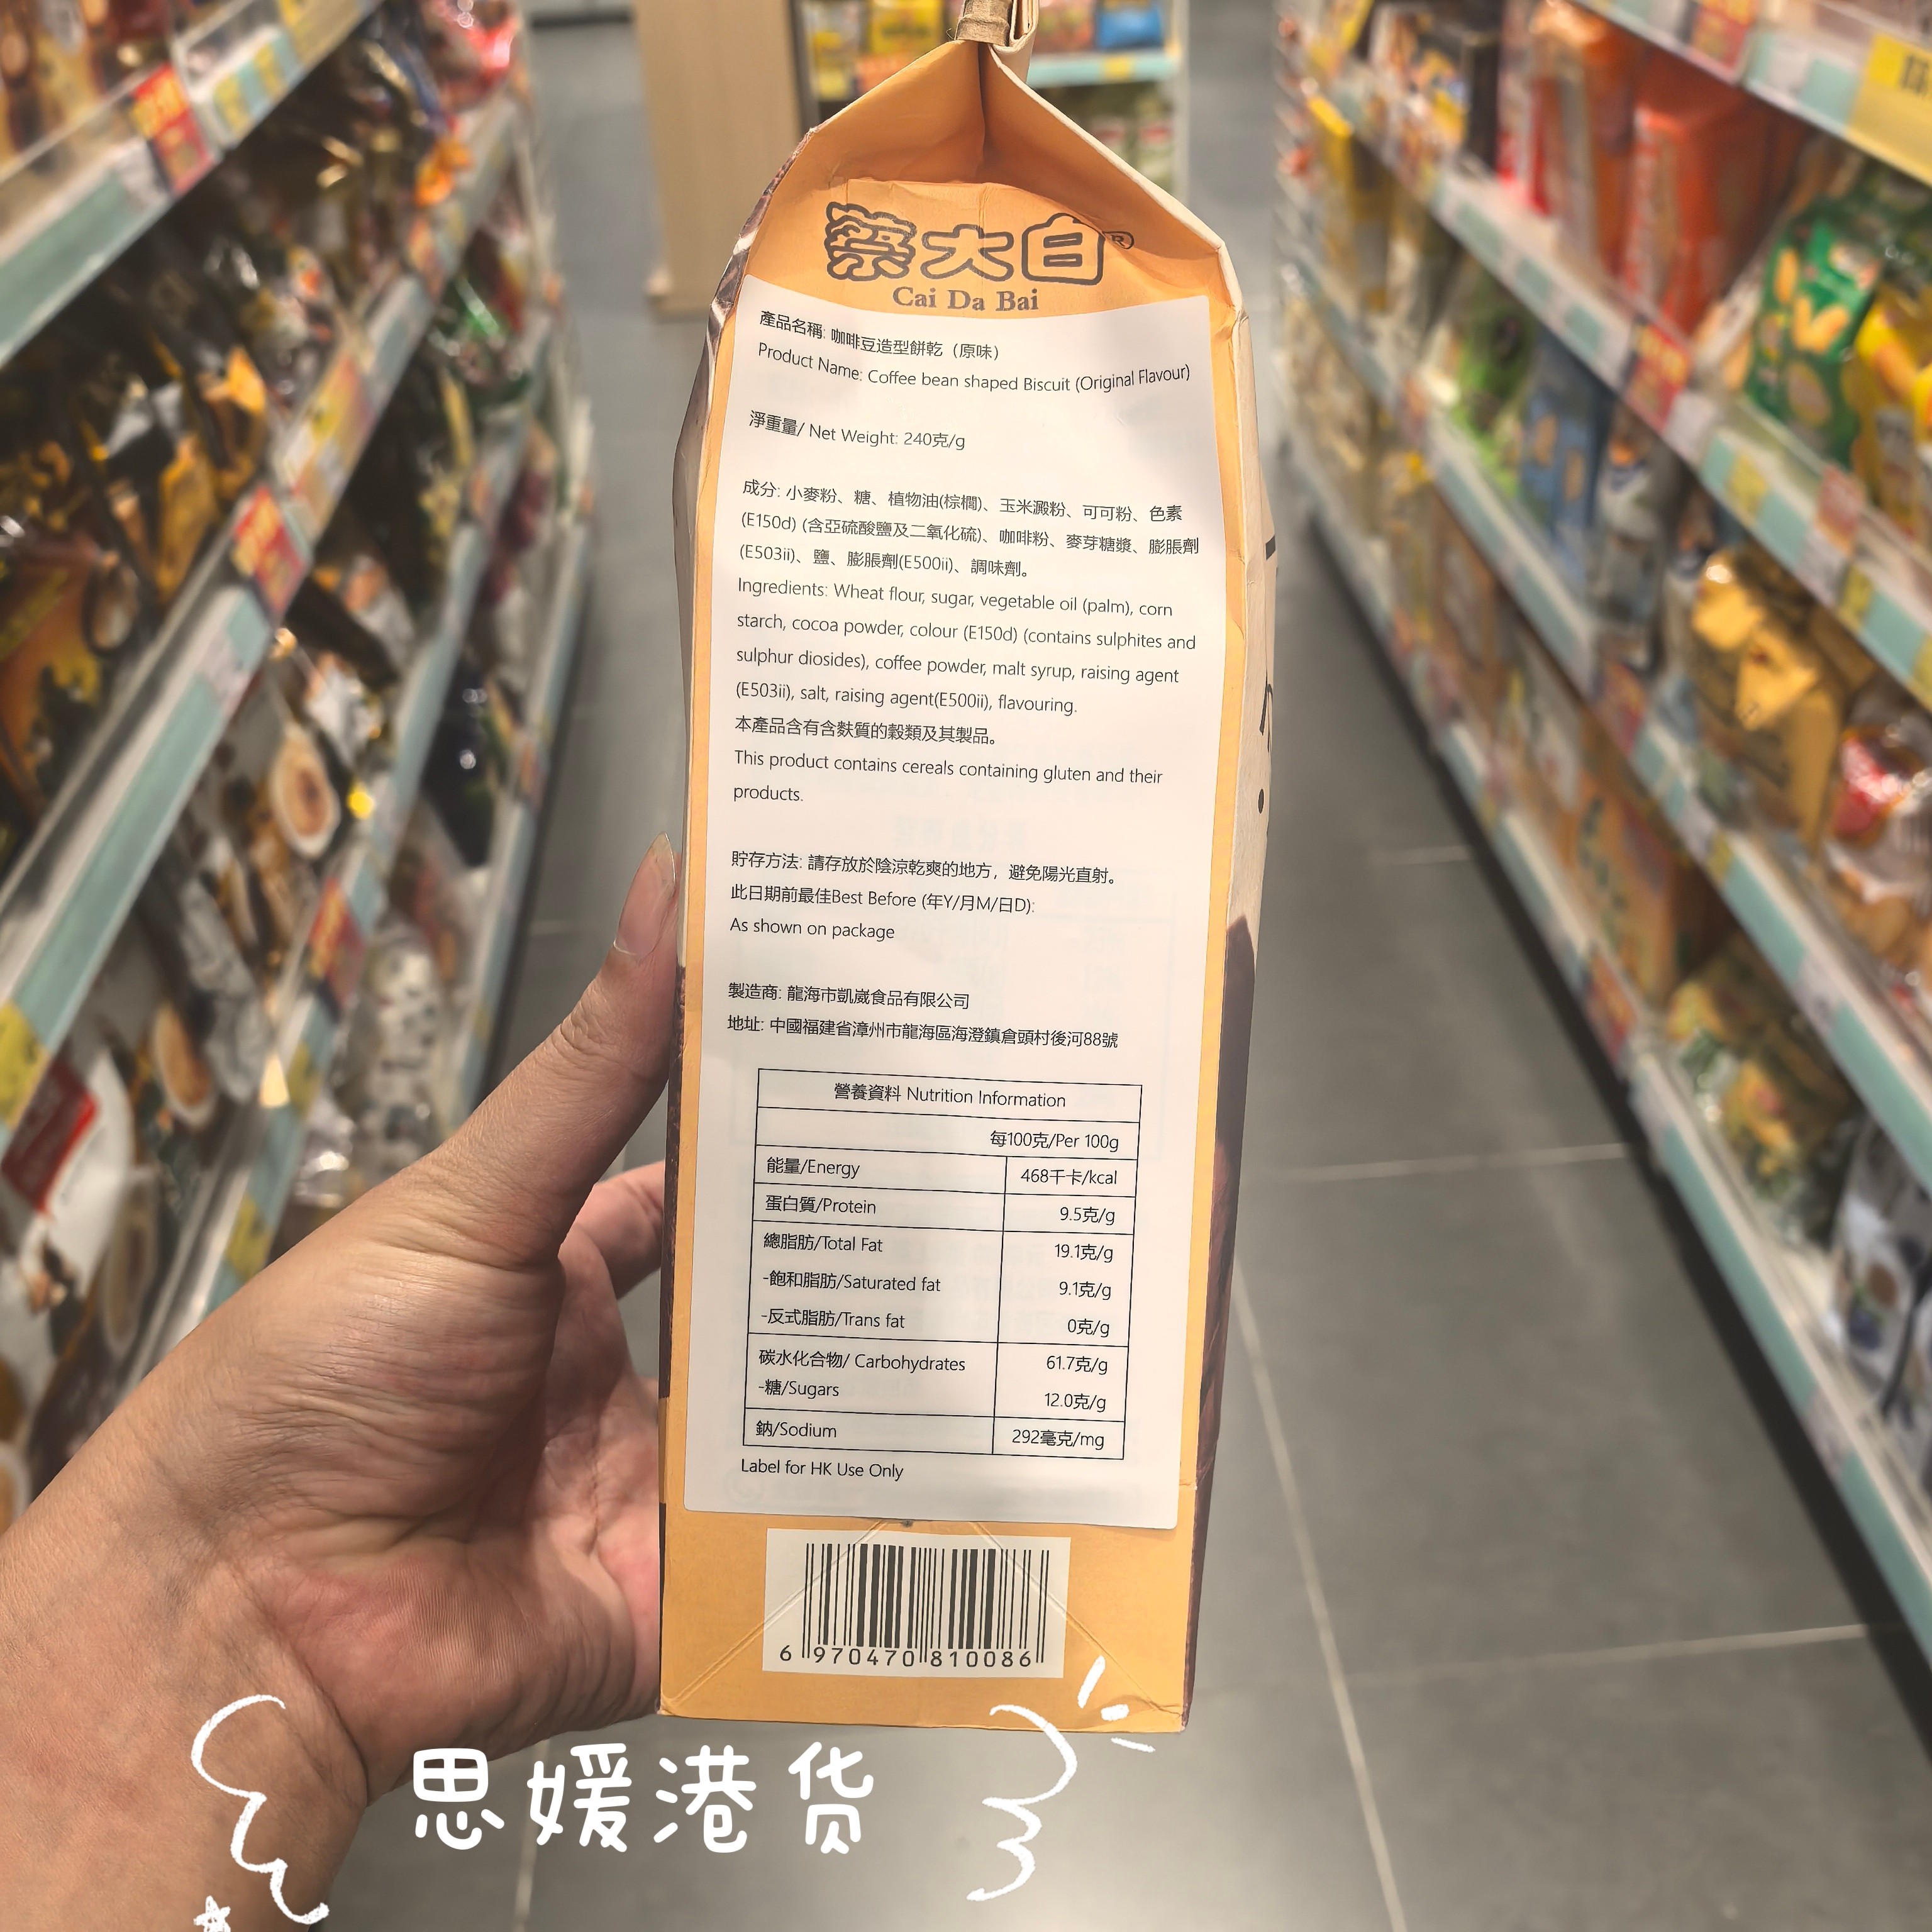 蔡大白®
Cai Da Bai
產品名稱: 咖啡豆造型餅乾（原味）
Product Name: Coffee bean shaped Biscuit (Original Flavour)
淨重量/ Net Weight: 240克/g
成分: 小麥粉、糖、植物油(棕櫚)、玉米澱粉、可可粉、色素
(E150d) (含亞硫酸鹽及二氧化硫)、咖啡粉、麥芽糖漿、膨脹劑
(E503ii)、鹽、膨脹劑(E500ii)、調味劑。
Ingredients: Wheat flour, sugar, vegetable oil (palm), corn
starch, cocoa powder, colour (E150d) (contains sulphites and
sulphur diosides), coffee powder, malt syrup, raising agent
(E503ii), salt, raising agent(E500ii), flavouring.
本產品含有含麩質的穀類及其製品。
This product contains cereals containing gluten and their
products.
貯存方法: 請存放於陰涼乾爽的地方，避免陽光直射。
此日期前最佳Best Before (年Y/月M/日D):
As shown on package
製造商: 龍海市凱崴食品有限公司
地址: 中國福建省漳州市龍海區海澄鎮倉頭村後河88號
營養資料 Nutrition Information
每100克/Per 100g
能量/Energy 468千卡/kcal
蛋白質/Protein 9.5克/g
總脂肪/Total Fat 19.1克/g
-飽和脂肪/Saturated fat 9.1克/g
-反式脂肪/Trans fat 0克/g
碳水化合物/ Carbohydrates 61.7克/g
-糖/Sugars 12.0克/g
鈉/Sodium 292毫克/mg
Label for HK Use Only
6 970470 810086
思媛港货